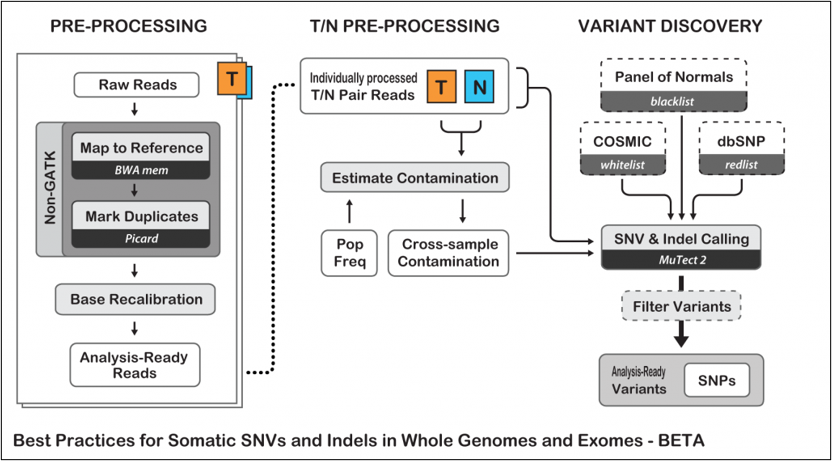 PRE-PROCESSING
T/N PRE-PROCESSING
VARIANT DISCOVERY
Raw Reads
T
Non-GATK
Map to Reference
BWA mem
Mark Duplicates
Picard
Base Recalibration
Analysis-Ready
Reads
Individually processed
T/N Pair Reads
T
N
Estimate Contamination
Pop
Freq
Cross-sample
Contamination
Panel of Normals
blacklist
COSMIC
whitelist
dbSNP
redlist
SNV & Indel Calling
MuTect 2
Filter Variants
Analysis-Ready
Variants
SNPs
Best Practices for Somatic SNVs and Indels in Whole Genomes and Exomes - BETA